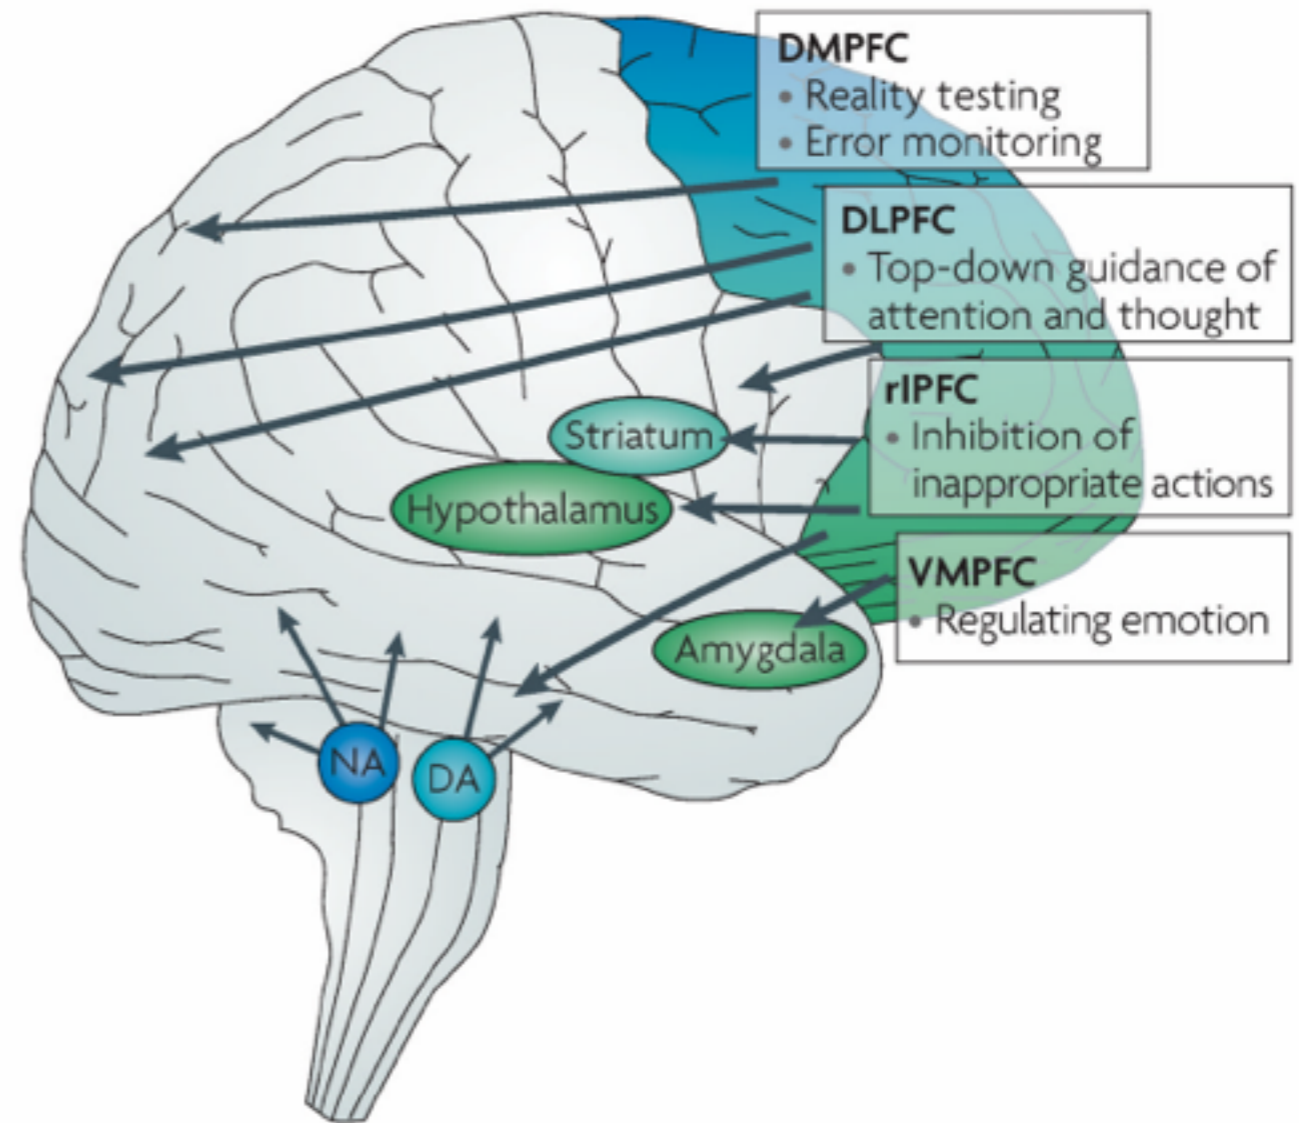 DMPFC
• Reality testing
• Error monitoring
DLPFC
• Top-down guidance of
attention and thought
rIPFC
• Inhibition of
inappropriate actions
VMPFC
• Regulating emotion
Striatum
Hypothalamus
Amygdala
NA
DA